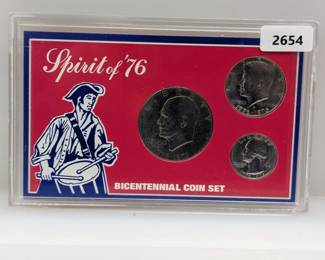 2654
Spirit of '76
BICENTENNIAL COIN SET